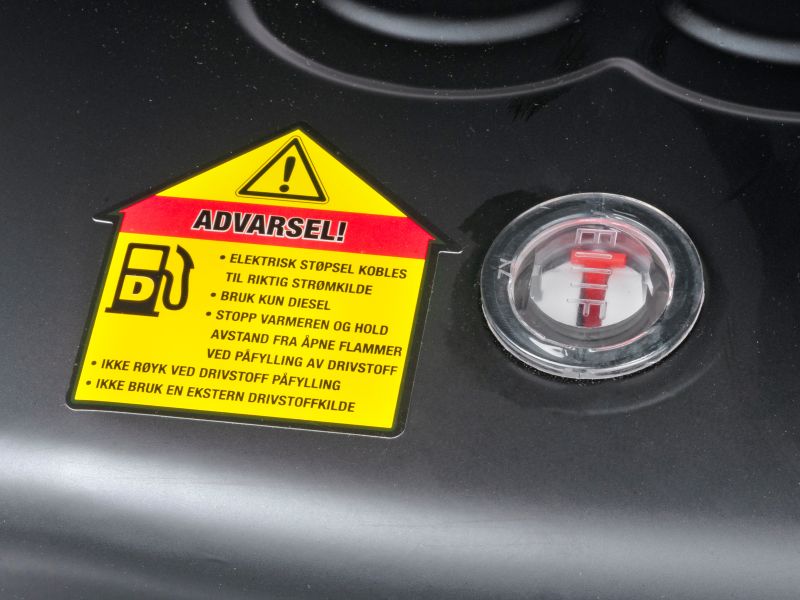 ADVARSEL!
D
• ELEKTRISK STØPSEL KOBLES
TIL RIKTIG STRØMKILDE
• BRUK KUN DIESEL
• STOPP VARMEREN OG HOLD
AVSTAND FRA ÅPNE FLAMMER
VED PÅFYLLING AV DRIVSTOFF
• IKKE RØYK VED DRIVSTOFF PÅFYLLING
• IKKE BRUK EN EKSTERN DRIVSTOFFKILDE
E
F